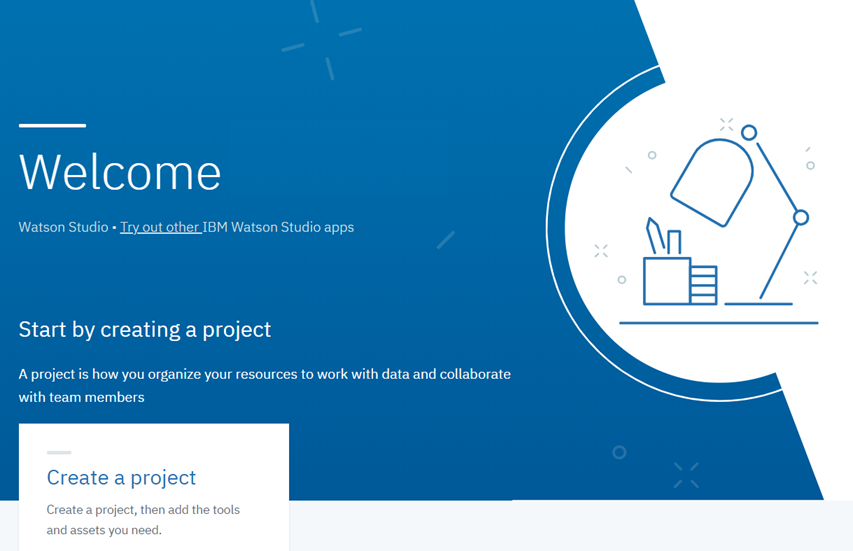 Welcome
Watson Studio • Try out other IBM Watson Studio apps
Start by creating a project
A project is how you organize your resources to work with data and collaborate
with team members
Create a project
Create a project, then add the tools
and assets you need.